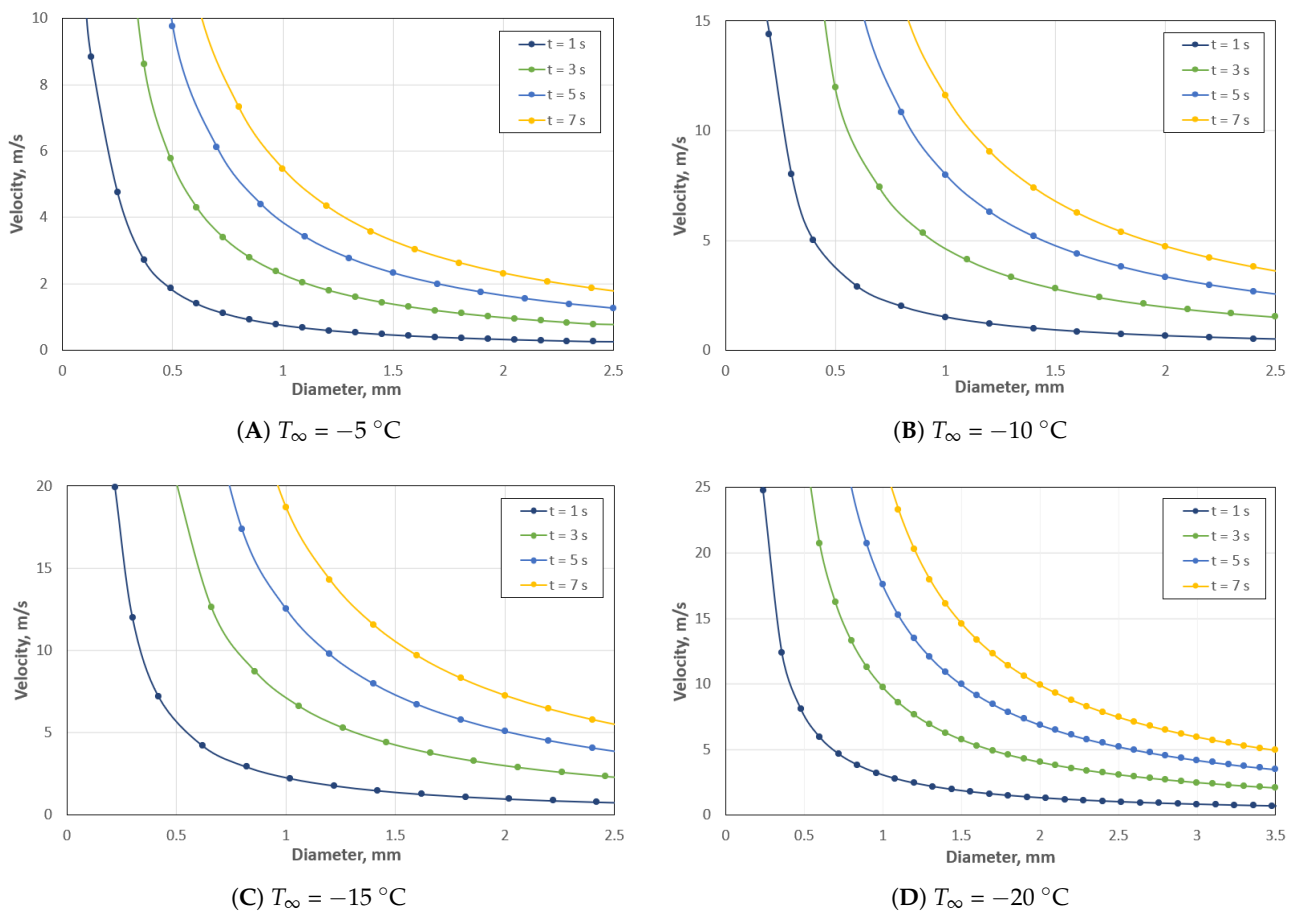 10
8
6
4
2
0
Velocity, m/s
t = 1 s
t = 3 s
t = 5 s
t = 7 s
0 0.5 1 1.5 2 2.5
Diameter, mm
(A) T∞ = −5 °C
15
10
5
0
Velocity, m/s
t = 1 s
t = 3 s
t = 5 s
t = 7 s
0 0.5 1 1.5 2 2.5
Diameter, mm
(B) T∞ = −10 °C
20
15
10
5
0
Velocity, m/s
t = 1 s
t = 3 s
t = 5 s
t = 7 s
0 0.5 1 1.5 2 2.5
Diameter, mm
(C) T∞ = −15 °C
25
20
15
10
5
0
Velocity, m/s
t = 1 s
t = 3 s
t = 5 s
t = 7 s
0 0.5 1 1.5 2 2.5 3 3.5
Diameter, mm
(D) T∞ = −20 °C